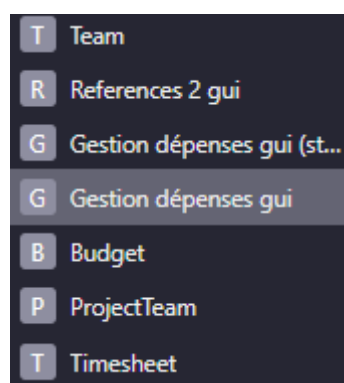 T Team
R References 2 gui
G Gestion dépenses gui (st...
G Gestion dépenses gui
B Budget
P ProjectTeam
T Timesheet